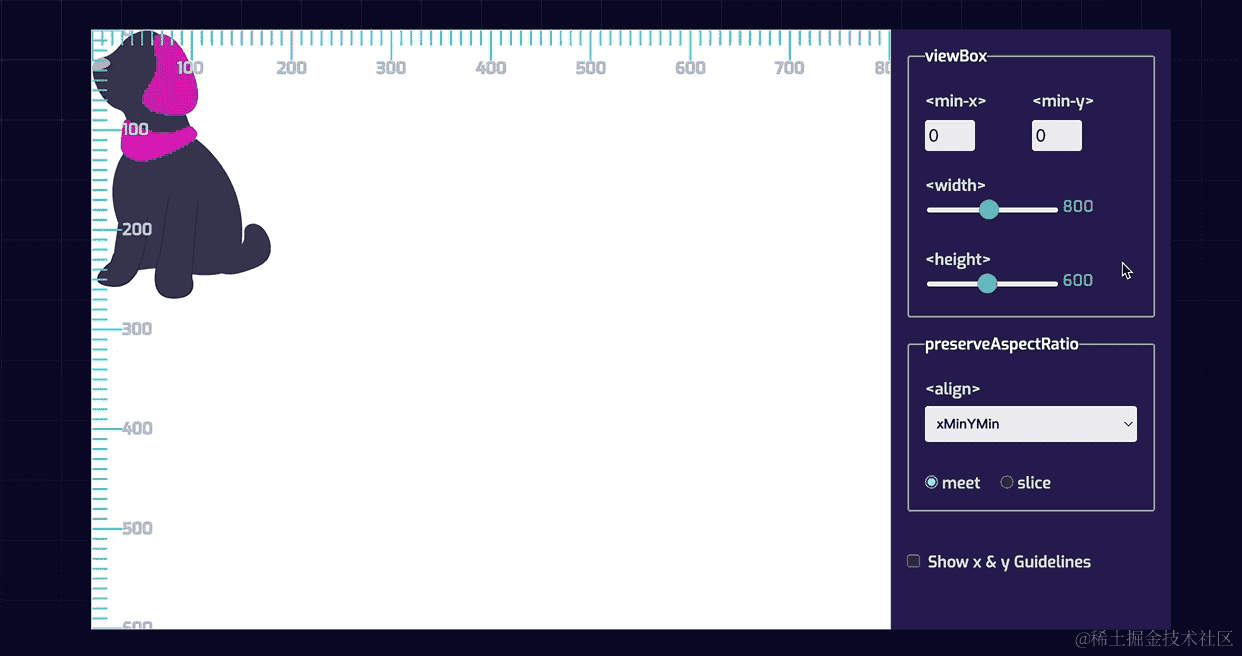 100 200 300 400 500 600 700 80
100
200
300
400
500
600
viewBox
<min-x> <min-y>
0 0
<width>
800
<height>
600
preserveAspectRatio
<align>
xMinYMin
meet slice
Show x & y Guidelines
@稀土掘金技术社区